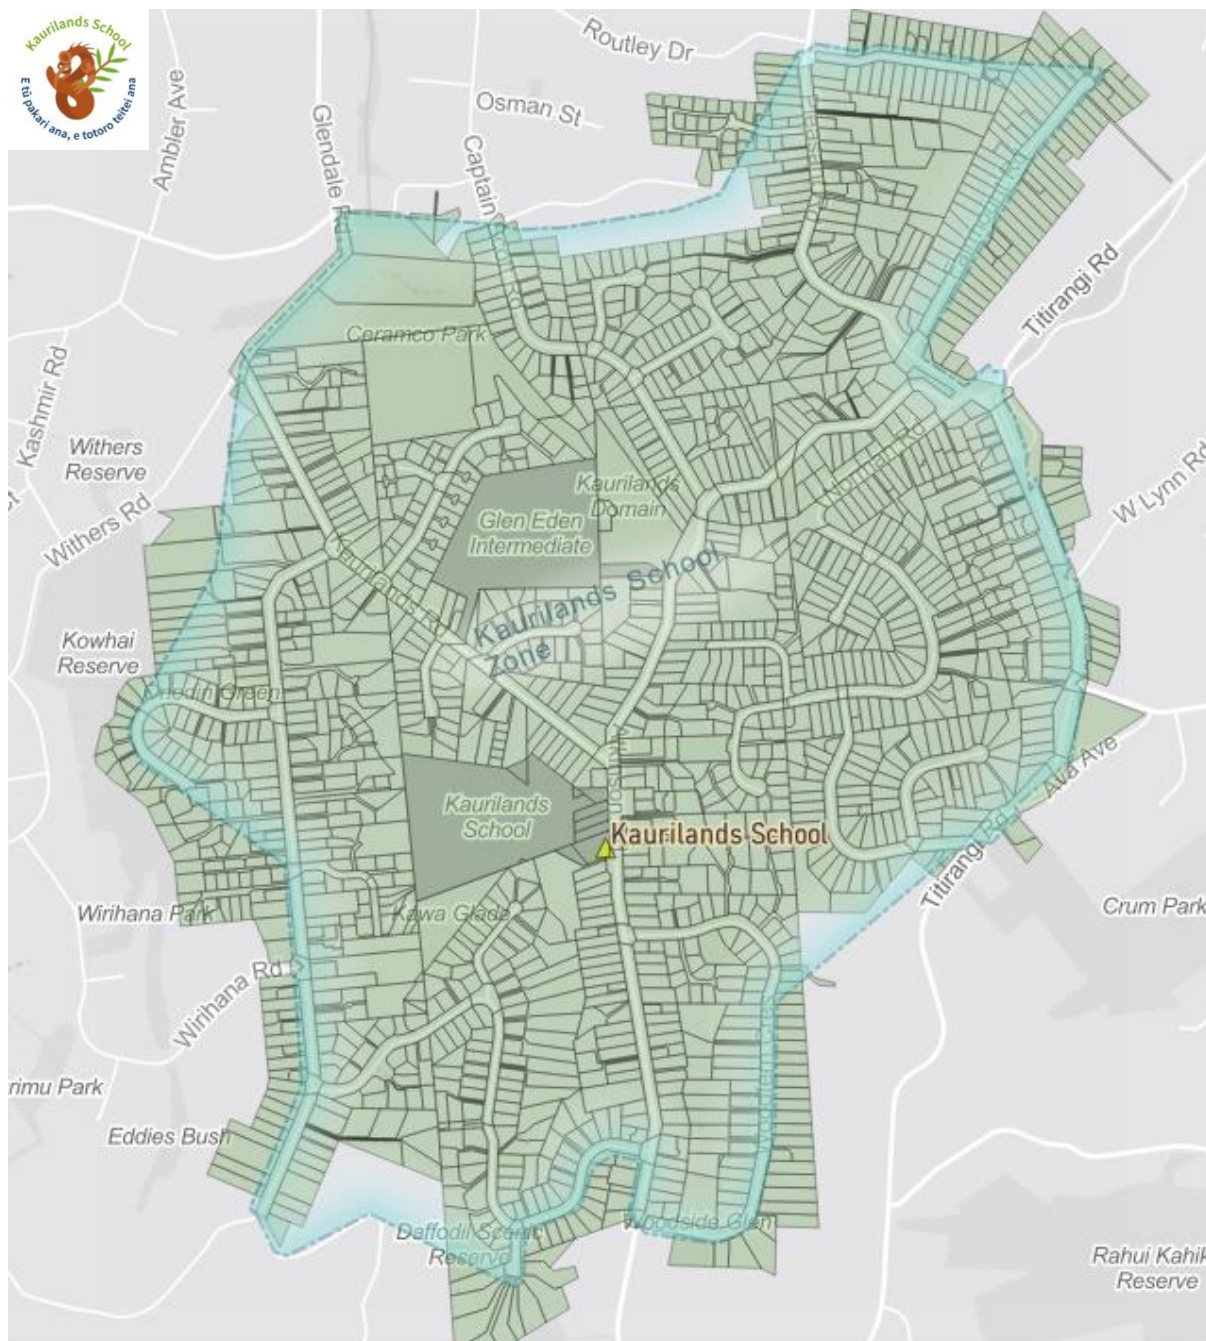 Kaurilands School
E tū pakari ana, e totoro teitei ana
Routley Dr
Osman St
Ambler Ave
Glendale R
Captain
Titirangi Rd
Ceramco Park
Kashmir Rd
Withers
Reserve
Withers Rd
W Lynn Rd
Kaurilands
Domain
Glen Eden
Intermediate
Kaurilands Rd
Kaurilands School
Zone
Kowhai
Reserve
Kaurilands
School
Kaurilands School
Atkinson
Titirangi Rd
Wirihana Park
Kawa Glade
Crum Park
Wirihana Rd
rimu Park
Eddies Bush
Daffodil Scenic
Reserve
Woodside Glen
Rahui Kahik
Reserve